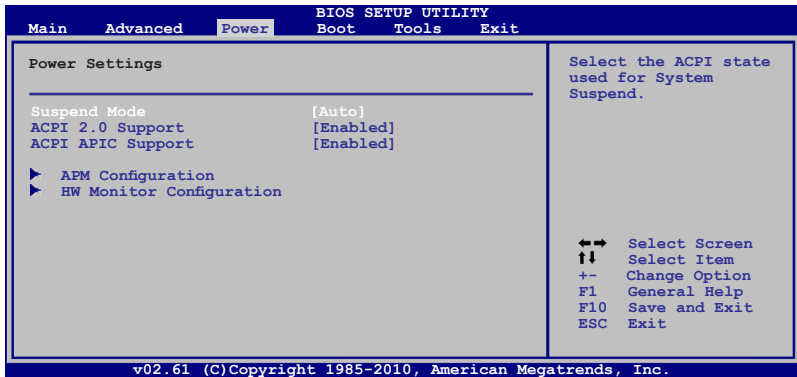 BIOS SETUP UTILITY
Main Advanced Power Boot Tools Exit
Power Settings
Suspend Mode [Auto]
ACPI 2.0 Support [Enabled]
ACPI APIC Support [Enabled]
APM Configuration
HW Monitor Configuration
Select the ACPI state
used for System
Suspend.
←→ Select Screen
↑↓ Select Item
+- Change Option
F1 General Help
F10 Save and Exit
ESC Exit
v02.61 (C)Copyright 1985-2010, American Megatrends, Inc.